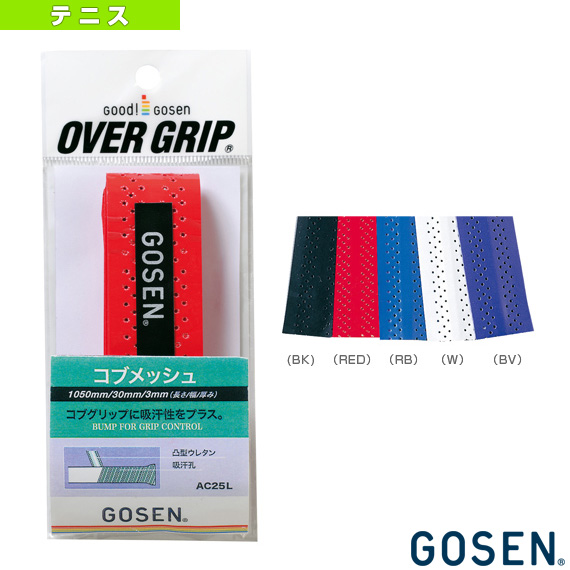 テニス
GOOD! GOSEN
OVER GRIP®
GOSEN®
コブメッシュ
1050mm/30mm/3mm（長さ/幅/厚み）
コブグリップに吸汗性をプラス。
BUMP FOR GRIP CONTROL
凸型ウレタン
吸汗孔
AC25L
GOSEN®
(BK)
(RED)
(RB)
(W)
(BV)
GOSEN®